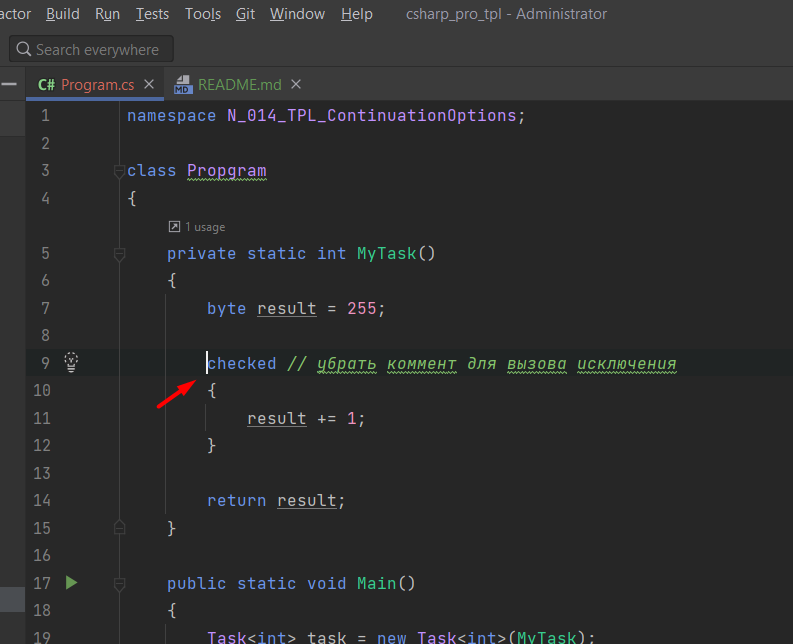 actor Build Run Tests Tools Git Window Help csharp_pro_tpl - Administrator
Search everywhere
C# Program.cs MD README.md
1 namespace N_014_TPL_ContinuationOptions;
2
3 class Propgram
4 {
1 usage
5 private static int MyTask()
6 {
7 byte result = 255;
8
9 checked // убрать коммент для вызова исключения
10 {
11 result += 1;
12 }
13
14 return result;
15 }
16
17 public static void Main()
18 {
19 Task<int> task = new Task<int>(MyTask);